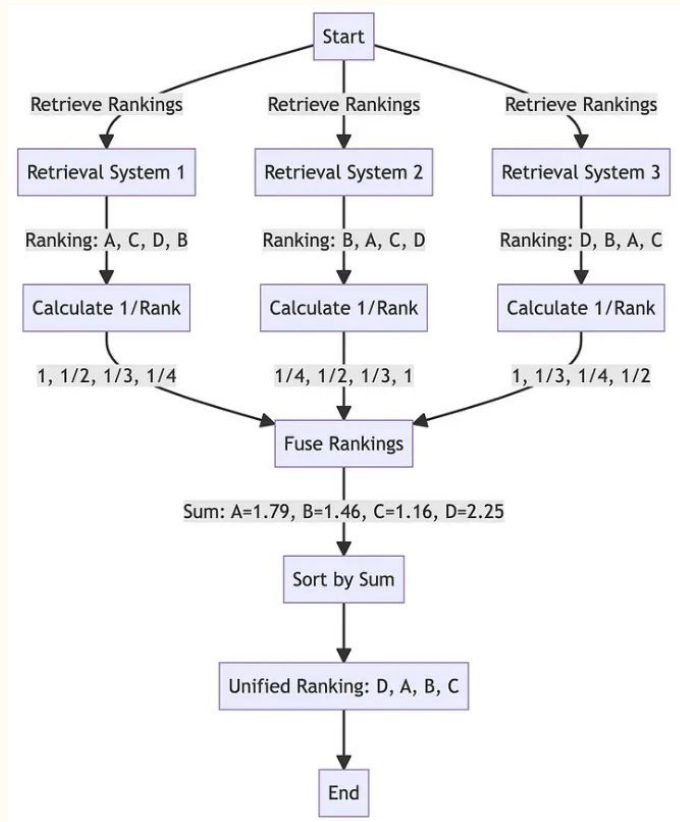 Start
Retrieve Rankings
Retrieve Rankings
Retrieve Rankings
Retrieval System 1
Retrieval System 2
Retrieval System 3
Ranking: A, C, D, B
Ranking: B, A, C, D
Ranking: D, B, A, C
Calculate 1/Rank
Calculate 1/Rank
Calculate 1/Rank
1, 1/2, 1/3, 1/4
1/4, 1/2, 1/3, 1
1, 1/3, 1/4, 1/2
Fuse Rankings
Sum: A=1.79, B=1.46, C=1.16, D=2.25
Sort by Sum
Unified Ranking: D, A, B, C
End